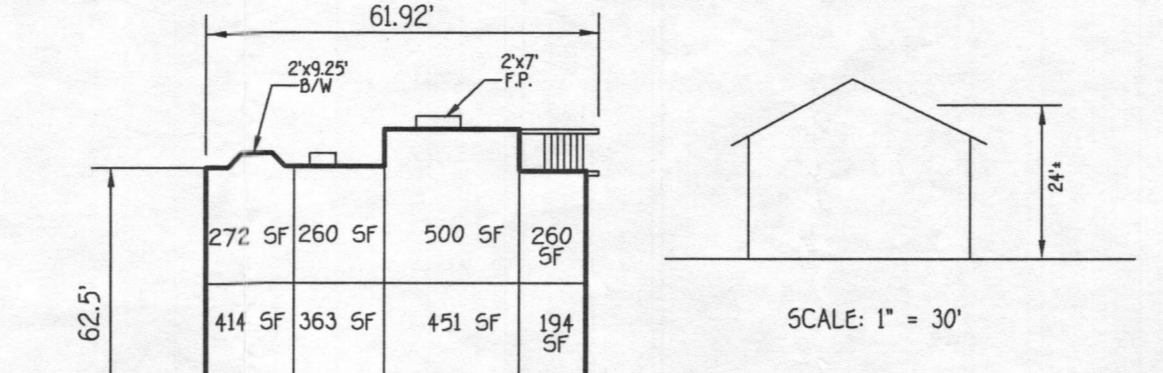 61.92'
2'x9.25'
B/W
2'x7'
F.P.
272 SF 260 SF 500 SF 260 SF
24'±
62.5'
414 SF 363 SF 451 SF 194 SF
SCALE: 1" = 30'